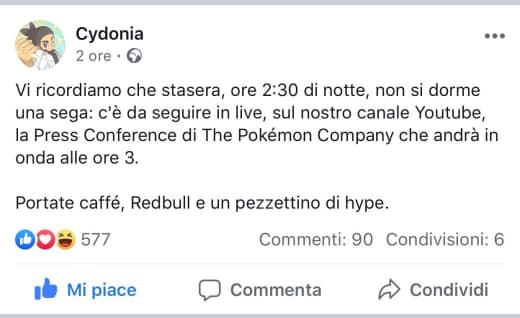 Cydonia
2 ore ·
Vi ricordiamo che stasera, ore 2:30 di notte, non si dorme
una sega: c'è da seguire in live, sul nostro canale Youtube,
la Press Conference di The Pokémon Company che andrà in
onda alle ore 3.
Portate caffé, Redbull e un pezzettino di hype.
577 Commenti: 90 Condivisioni: 6
Mi piace Commenta Condividi